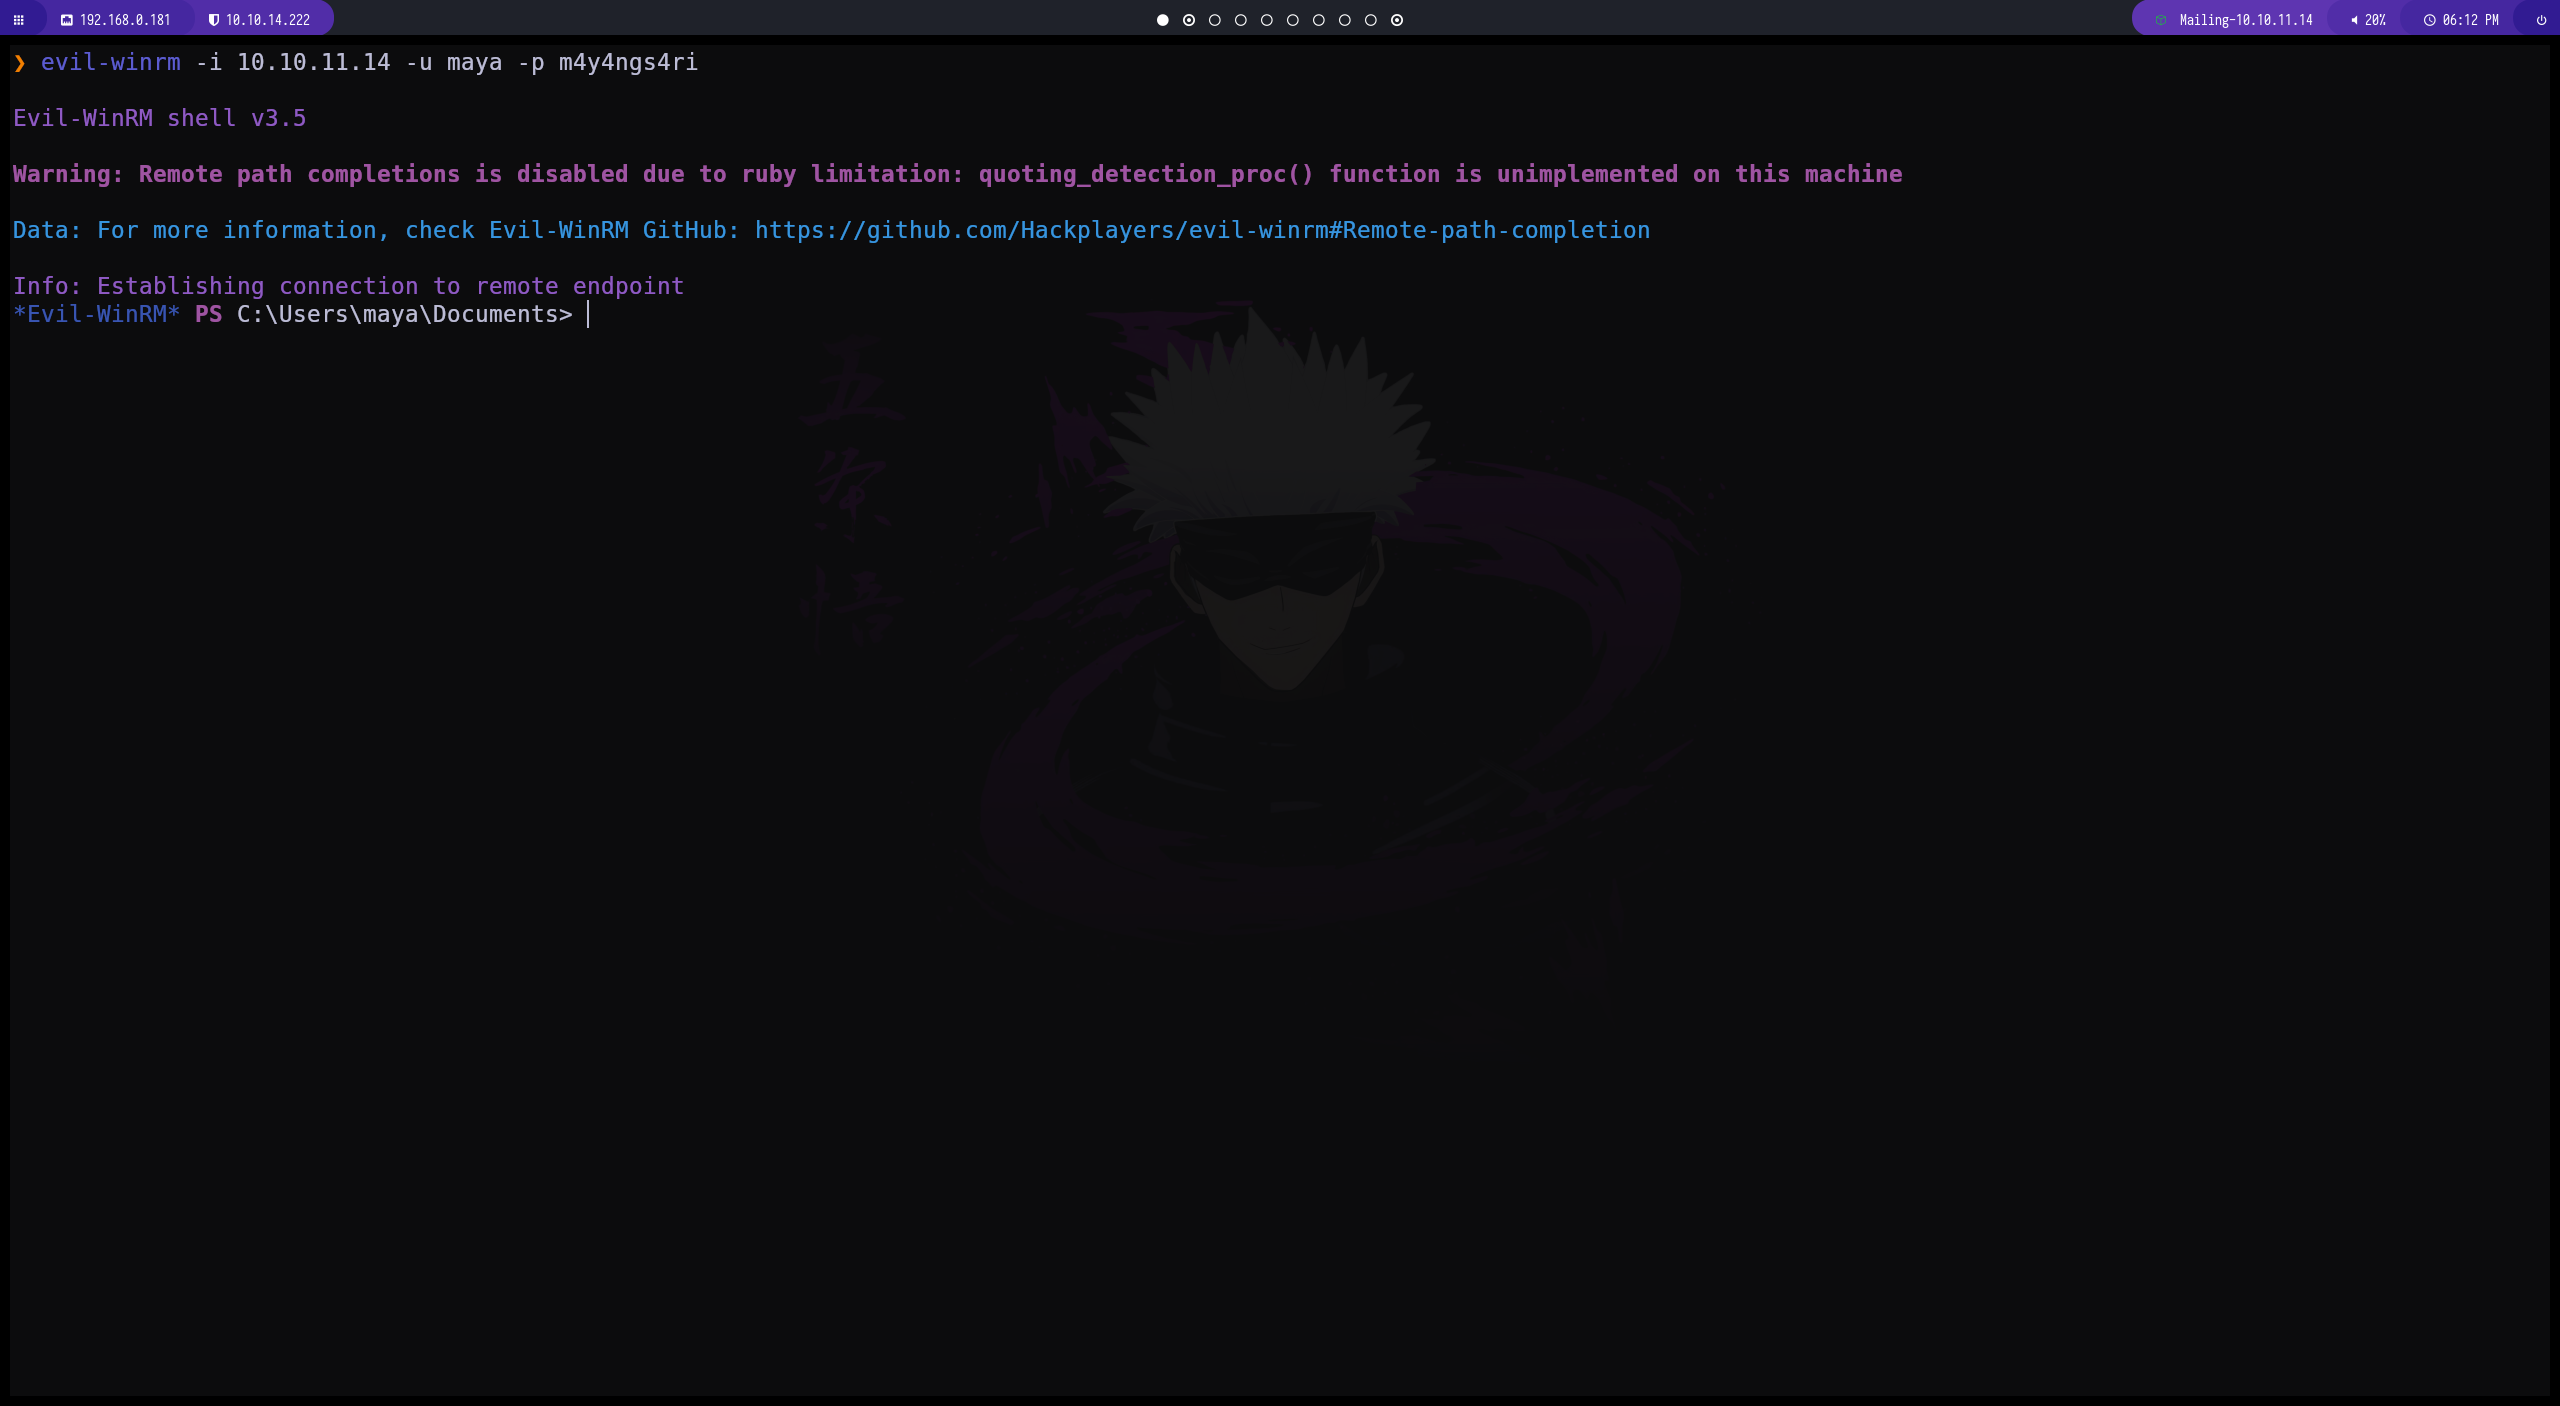 192.168.0.181 10.10.14.222 Mailing-10.10.11.14 20% 06:12 PM
❯ evil-winrm -i 10.10.11.14 -u maya -p m4y4ngs4ri
Evil-WinRM shell v3.5
Warning: Remote path completions is disabled due to ruby limitation: quoting_detection_proc() function is unimplemented on this machine
Data: For more information, check Evil-WinRM GitHub: https://github.com/Hackplayers/evil-winrm#Remote-path-completion
Info: Establishing connection to remote endpoint
*Evil-WinRM* PS C:\Users\maya\Documents>
五
条
悟